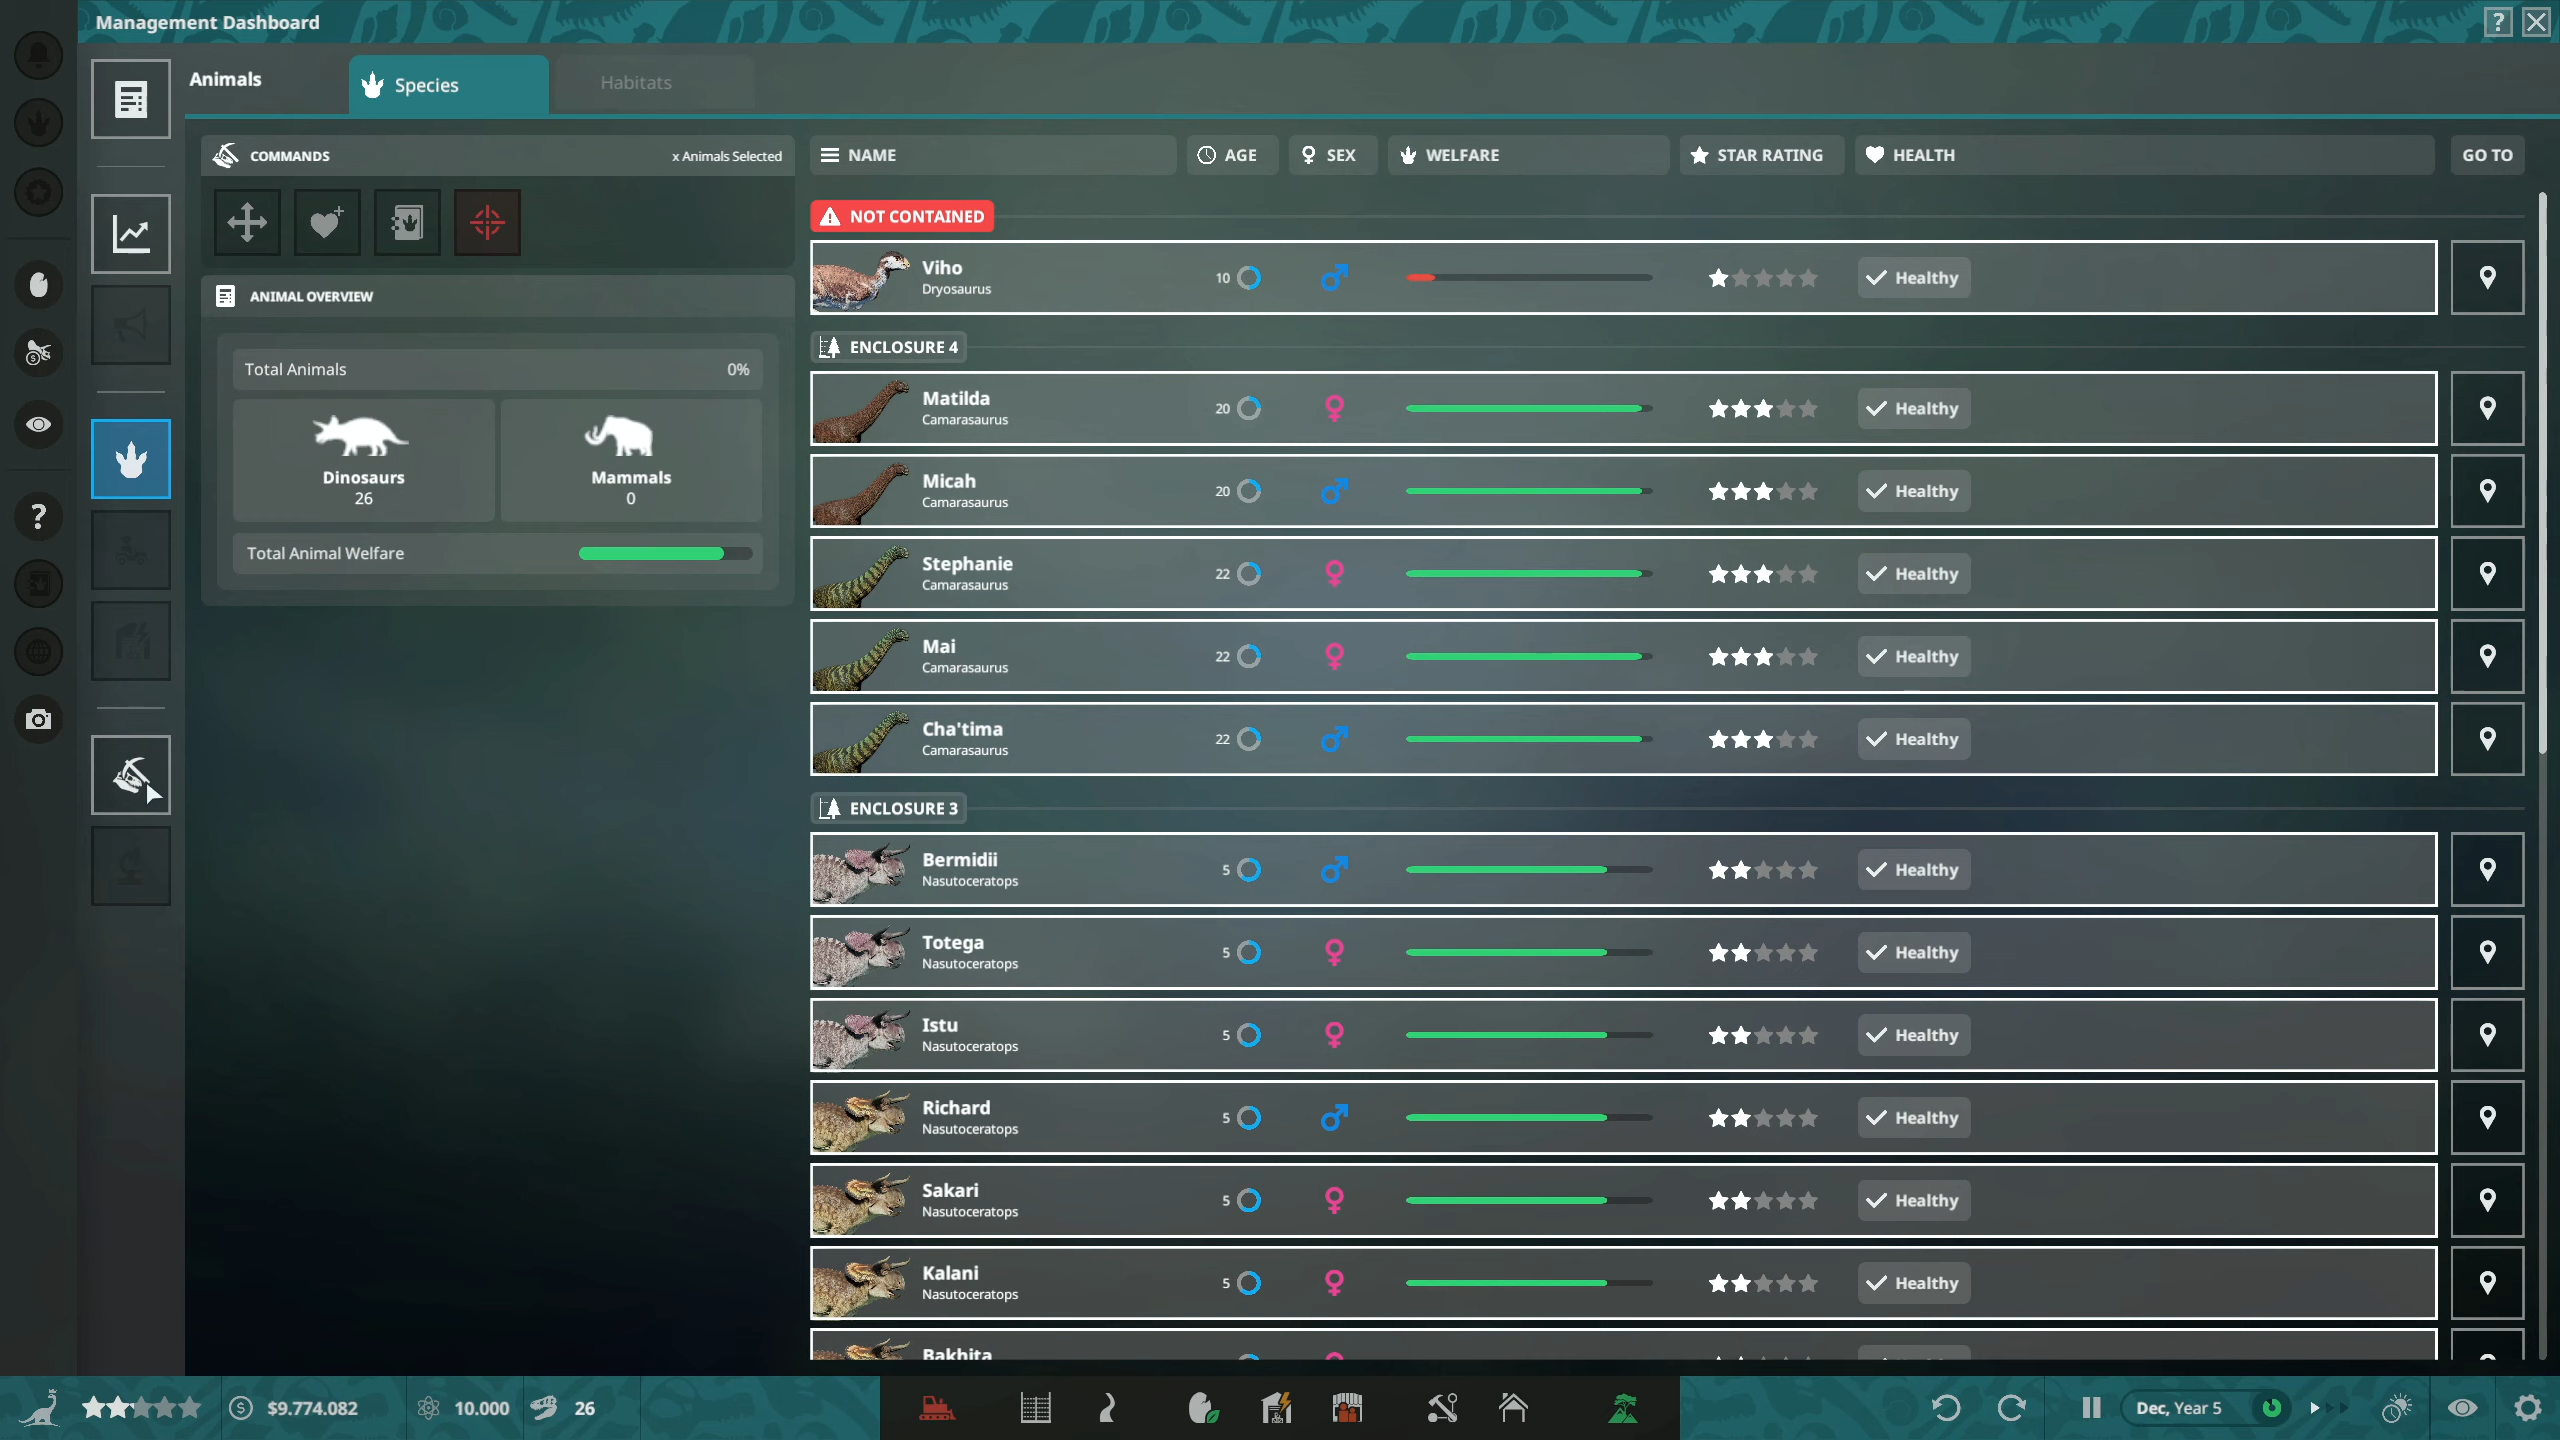 Management Dashboard
?
Animals
Species
Habitats
COMMANDS
x Animals Selected
NAME
AGE
SEX
WELFARE
STAR RATING
HEALTH
GO TO
NOT CONTAINED
Viho
Dryosaurus
10
Healthy
ANIMAL OVERVIEW
Total Animals
0%
Dinosaurs
26
Mammals
0
Total Animal Welfare
ENCLOSURE 4
Matilda
Camarasaurus
20
Healthy
Micah
Camarasaurus
20
Healthy
Stephanie
Camarasaurus
22
Healthy
Mai
Camarasaurus
22
Healthy
Cha'tima
Camarasaurus
22
Healthy
ENCLOSURE 3
Bermidii
Nasutoceratops
5
Healthy
Totega
Nasutoceratops
5
Healthy
Istu
Nasutoceratops
5
Healthy
Richard
Nasutoceratops
5
Healthy
Sakari
Nasutoceratops
5
Healthy
Kalani
Nasutoceratops
5
Healthy
Bakhita
?
$9.774.082
10.000
26
Dec, Year 5